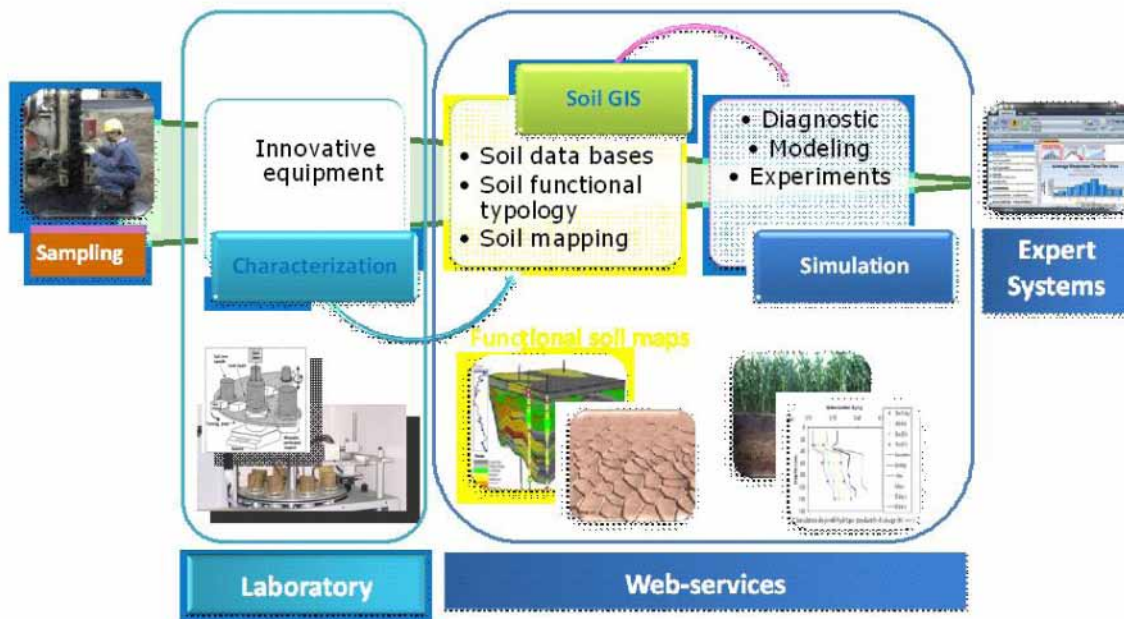 Soil GIS
Innovative
equipment
• Soil data bases
• Soil functional
typology
• Soil mapping
• Diagnostic
• Modeling
• Experiments
Sampling
Characterization
Simulation
Expert
Systems
Functional soil maps
Laboratory
Web-services